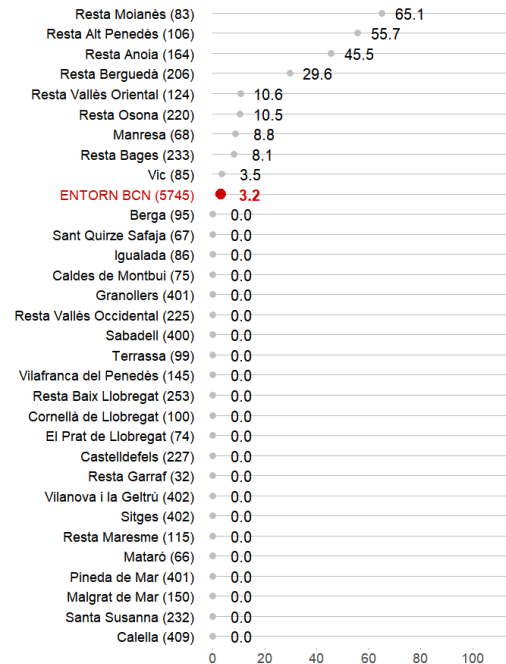 Resta Moianès (83) 65.1
Resta Alt Penedès (106) 55.7
Resta Anoia (164) 45.5
Resta Berguedà (206) 29.6
Resta Vallès Oriental (124) 10.6
Resta Osona (220) 10.5
Manresa (68) 8.8
Resta Bages (233) 8.1
Vic (85) 3.5
ENTORN BCN (5745) 3.2
Berga (95) 0.0
Sant Quirze Safaja (67) 0.0
Igualada (86) 0.0
Caldes de Montbui (75) 0.0
Granollers (401) 0.0
Resta Vallès Occidental (225) 0.0
Sabadell (400) 0.0
Terrassa (99) 0.0
Vilafranca del Penedès (145) 0.0
Resta Baix Llobregat (253) 0.0
Cornellà de Llobregat (100) 0.0
El Prat de Llobregat (74) 0.0
Castelldefels (227) 0.0
Resta Garraf (32) 0.0
Vilanova i la Geltrú (402) 0.0
Sitges (402) 0.0
Resta Maresme (115) 0.0
Mataró (66) 0.0
Pineda de Mar (401) 0.0
Malgrat de Mar (150) 0.0
Santa Susanna (232) 0.0
Calella (409) 0.0
0 20 40 60 80 100